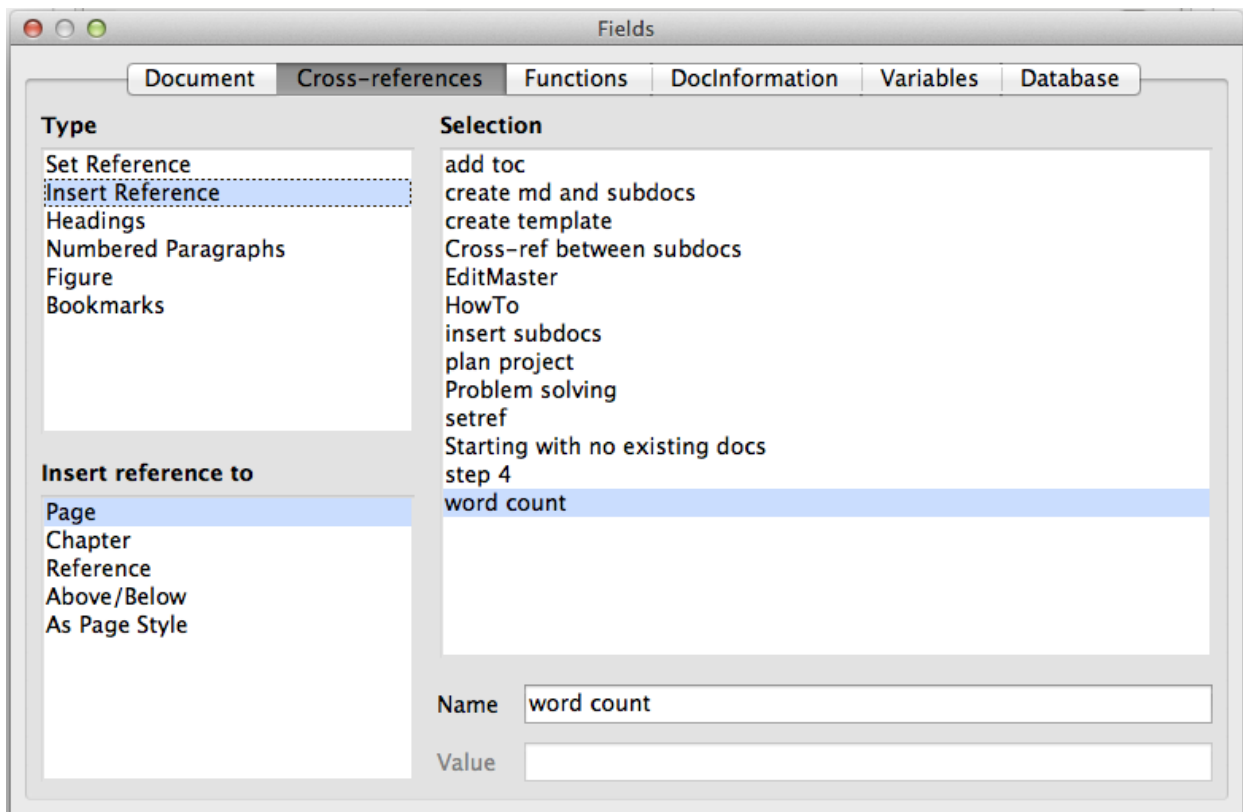 Fields
Document Cross-references Functions DocInformation Variables Database
Type
Set Reference
Insert Reference
Headings
Numbered Paragraphs
Figure
Bookmarks
Insert reference to
Page
Chapter
Reference
Above/Below
As Page Style
Selection
add toc
create md and subdocs
create template
Cross-ref between subdocs
EditMaster
HowTo
insert subdocs
plan project
Problem solving
setref
Starting with no existing docs
step 4
word count
Name word count
Value